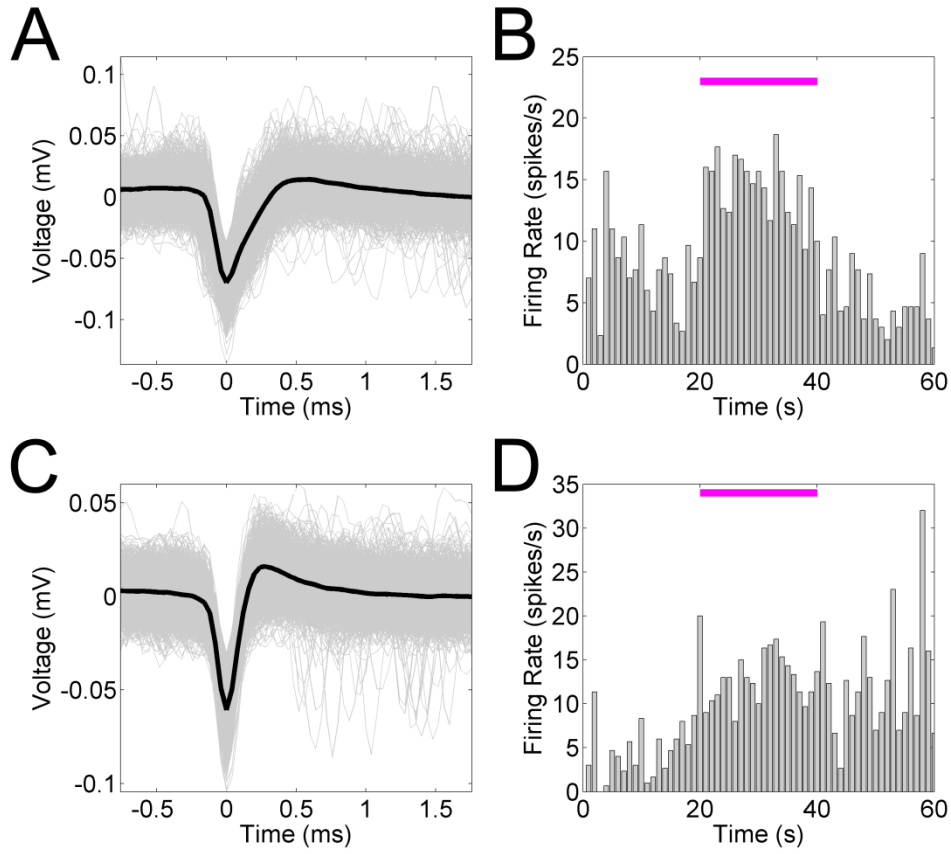 A
0.1
0.05
0
-0.05
-0.1
Voltage (mV)
-0.5 0 0.5 1 1.5
Time (ms)
B
25
20
15
10
5
0
Firing Rate (spikes/s)
0 20 40 60
Time (s)
C
0.05
0
-0.05
-0.1
Voltage (mV)
-0.5 0 0.5 1 1.5
Time (ms)
D
35
30
25
20
15
10
5
0
Firing Rate (spikes/s)
0 20 40 60
Time (s)